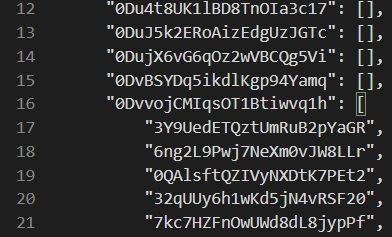 12 "0Du4t8UK1lBD8TnOIa3c17": [],
13 "0DuJ5k2ERoAizEdgUzJGTc": [],
14 "0DujX6vG6qOz2wVBCQg5Vi": [],
15 "0DvBSYDq5ikdlKgp94Yamq": [],
16 "0DvvojCMIqsOT1Btiwvq1h": [
17 "3Y9UedETQztUmRuB2pYaGR",
18 "6ng2L9Pwj7NeXm0vJW8LLr",
19 "0QAlsftQZIVyNXDtK7PEt2",
20 "32qUUy6h1wKd5jN4vRSF20",
21 "7kc7HZFnOwUWd8dL8jypPf",